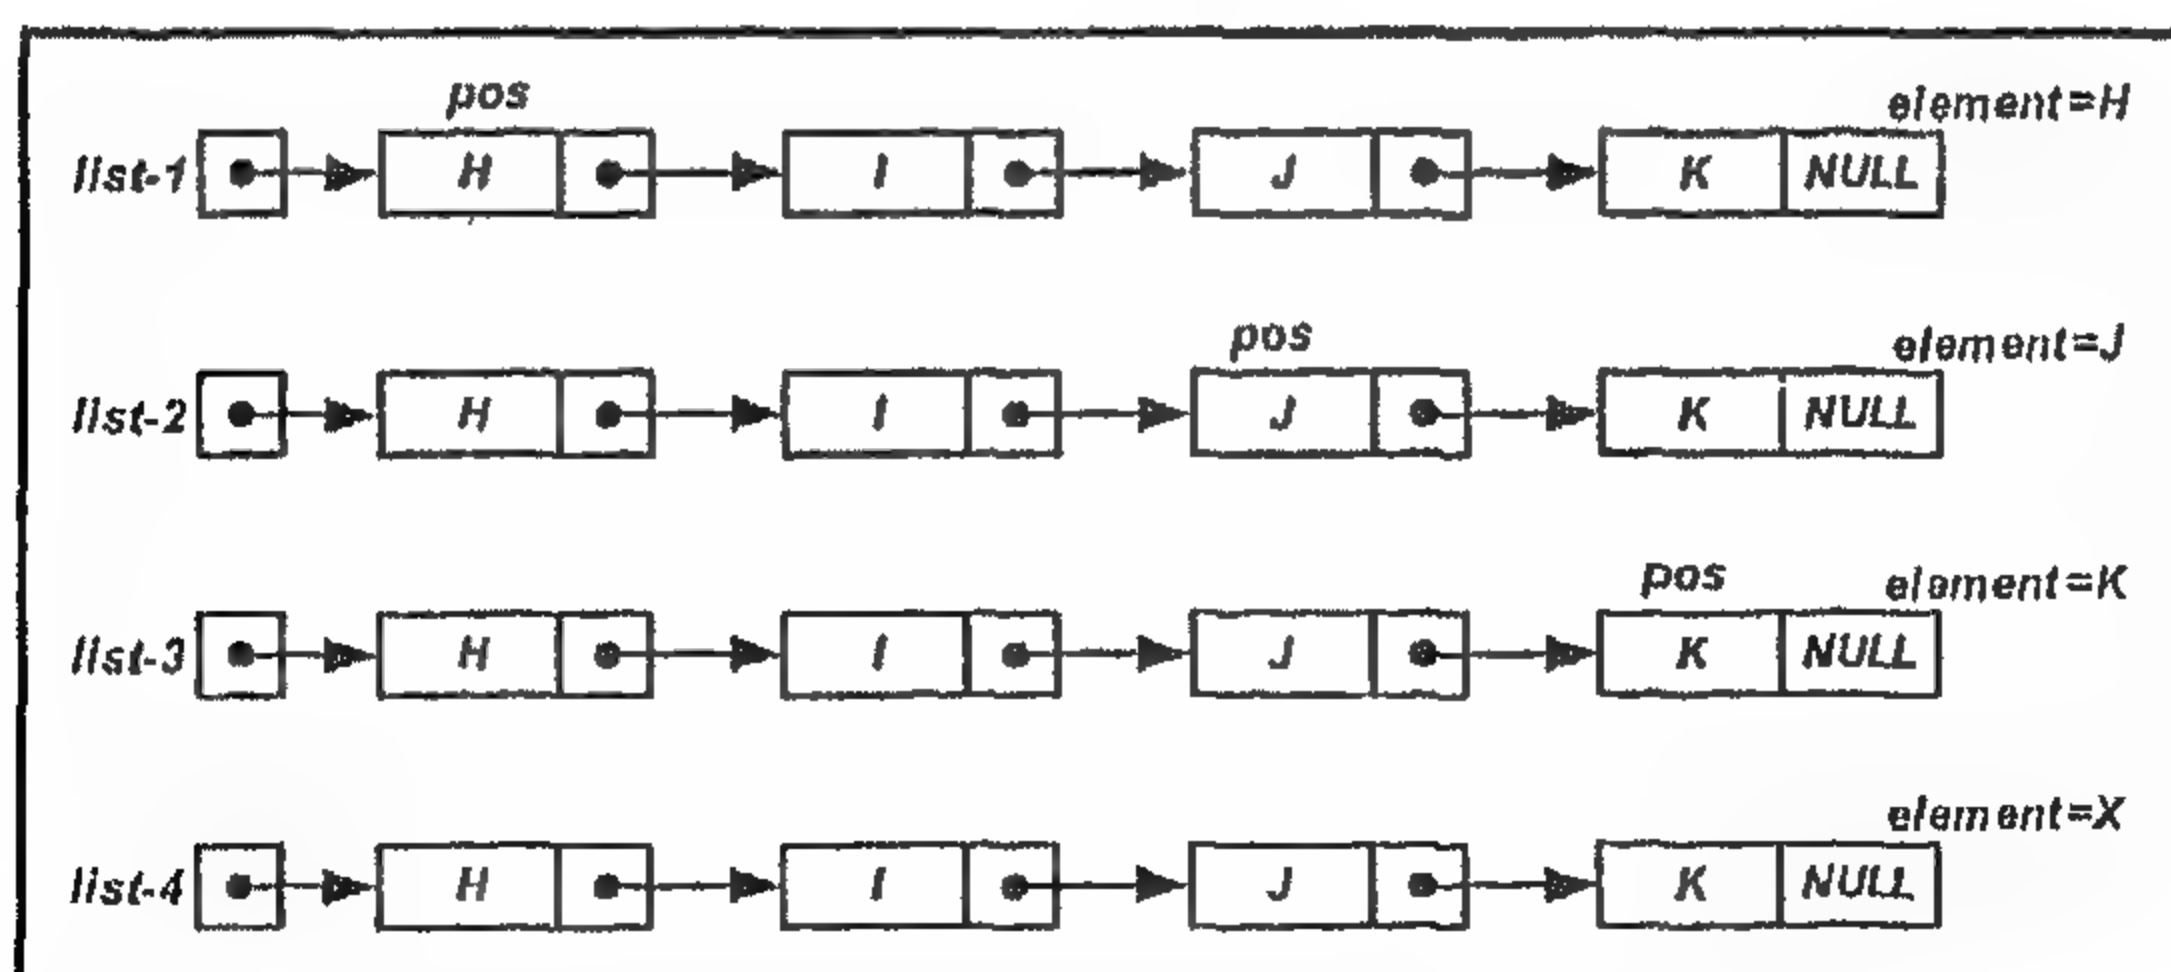 pos
element=H
list-1 H I J K NULL
pos
element=J
list-2 H I J K NULL
pos
element=K
list-3 H I J K NULL
element=X
list-4 H I J K NULL